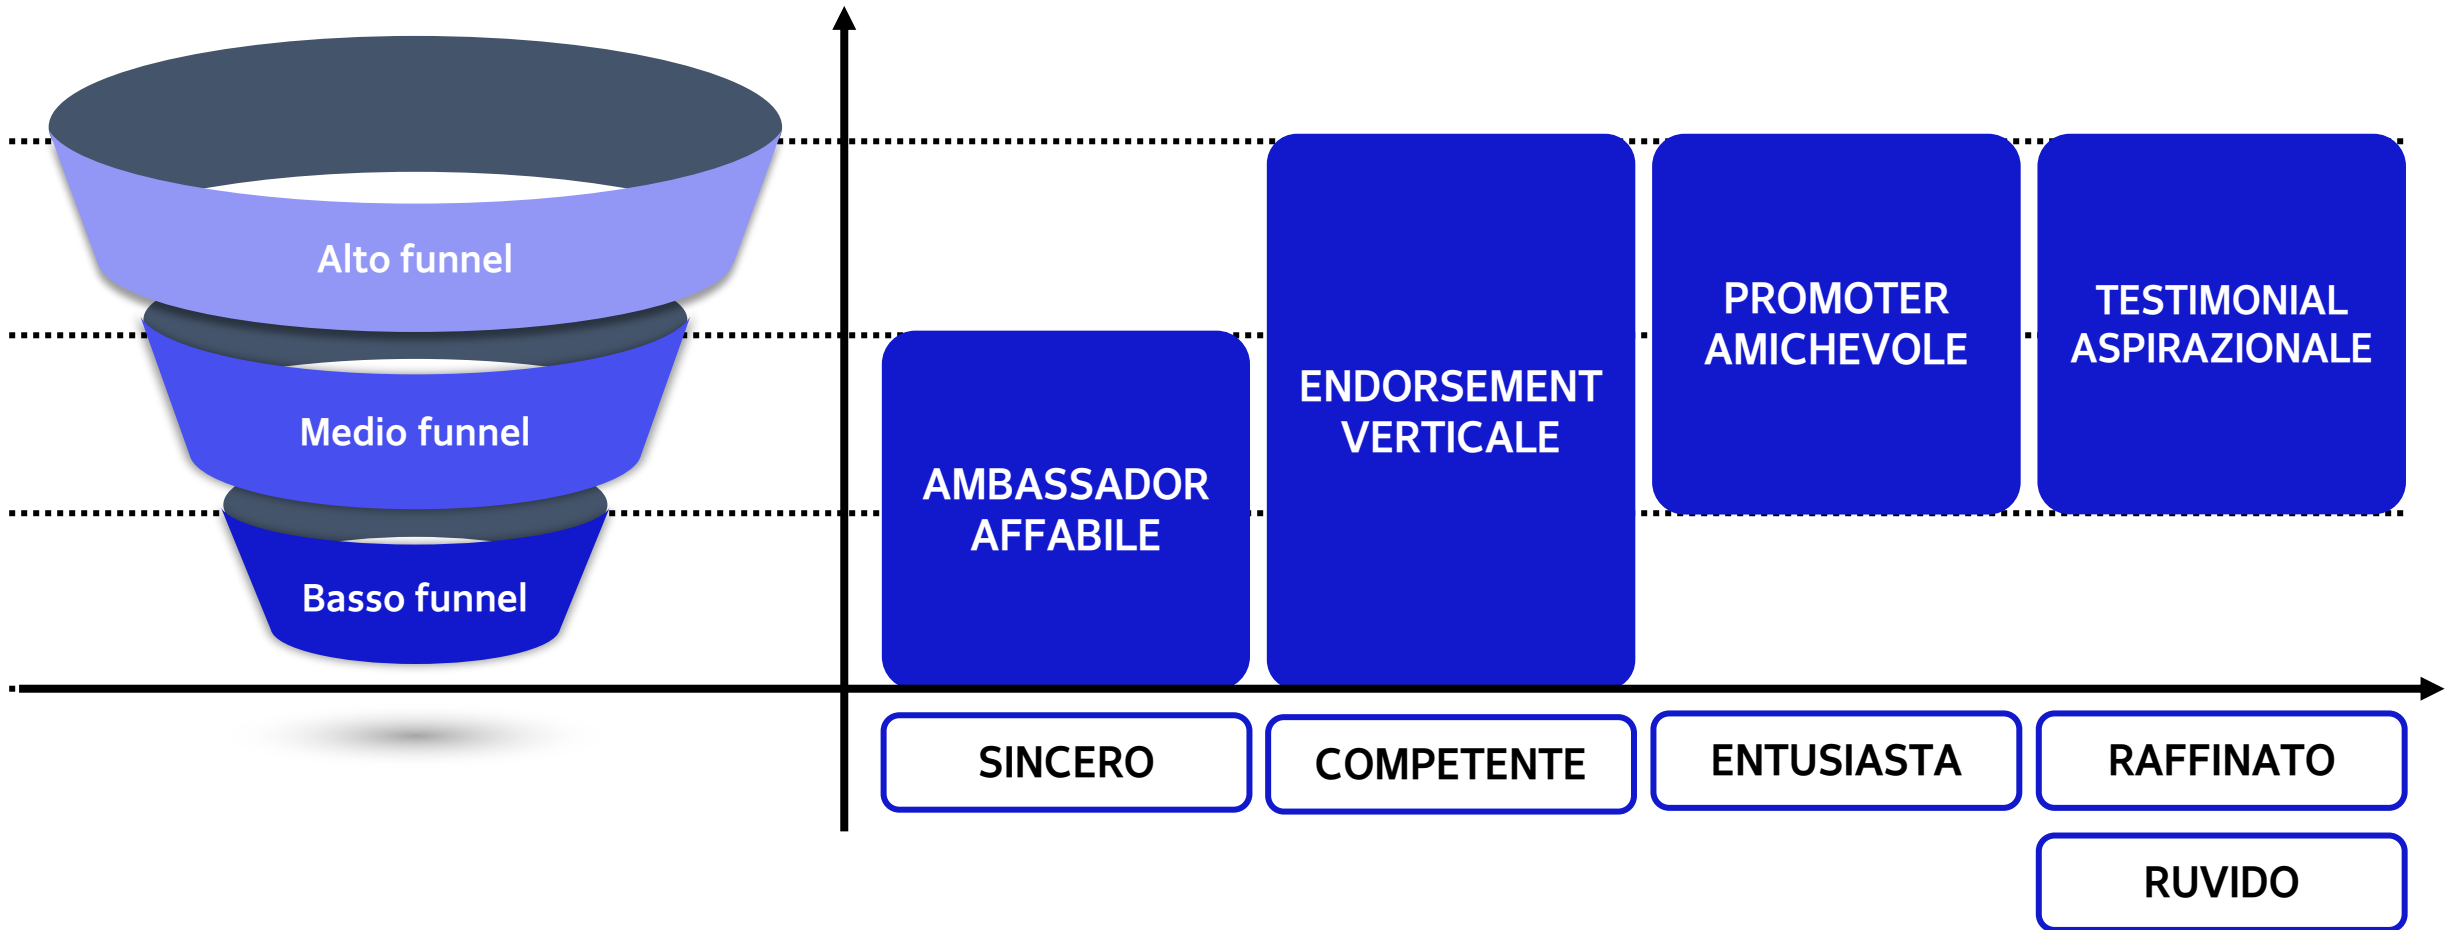 Alto funnel
Medio funnel
Basso funnel
AMBASSADOR
AFFABILE
ENDORSEMENT
VERTICALE
PROMOTER
AMICHEVOLE
TESTIMONIAL
ASPIRAZIONALE
SINCERO
COMPETENTE
ENTUSIASTA
RAFFINATO
RUVIDO